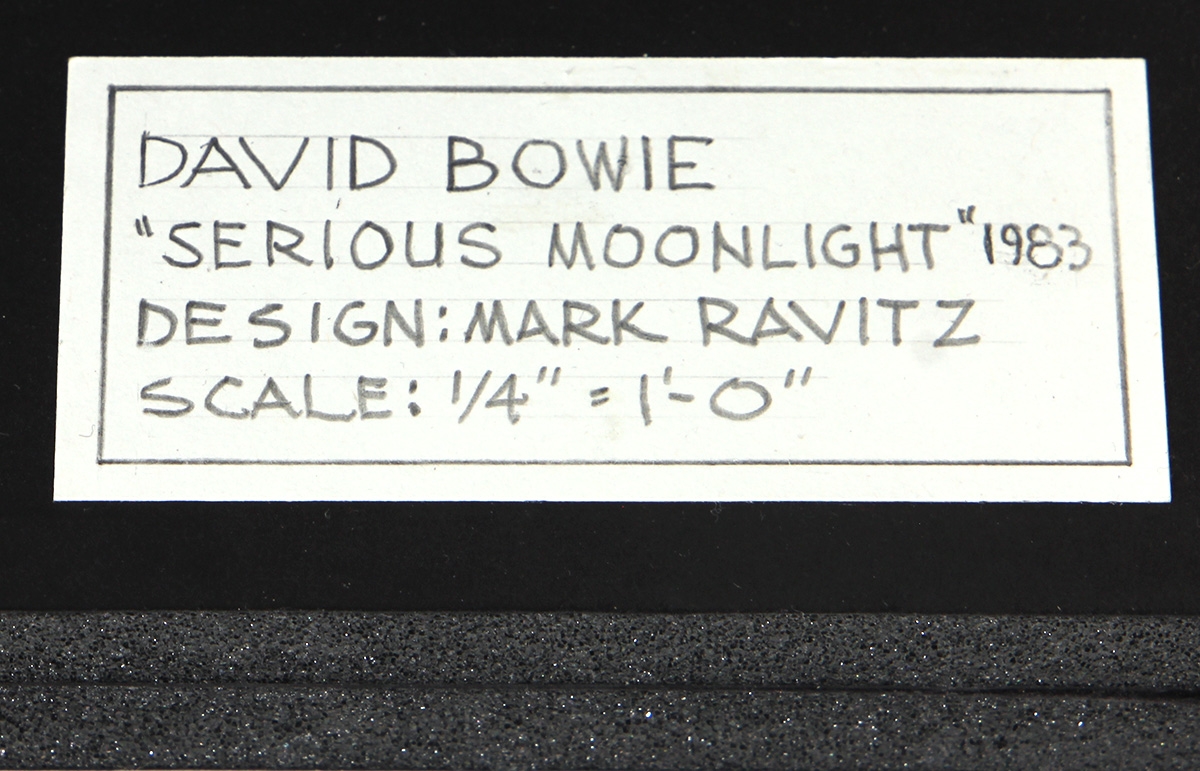 DAVID BOWIE
"SERIOUS MOONLIGHT" 1983
DESIGN: MARK RAVITZ
SCALE: 1/4" = 1'-0"